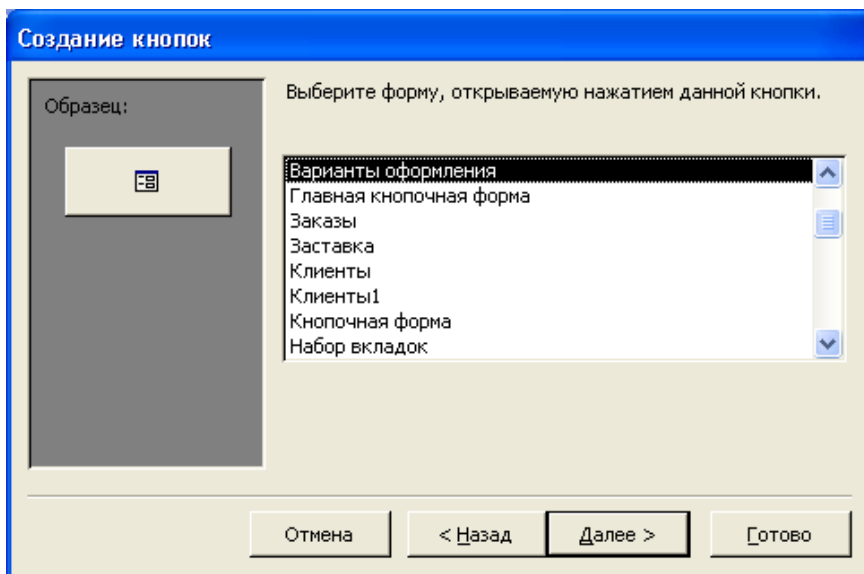 Создание кнопок
Образец:
Выберите форму, открываемую нажатием данной кнопки.
Варианты оформления
Главная кнопочная форма
Заказы
Заставка
Клиенты
Клиенты1
Кнопочная форма
Набор вкладок
Отмена
< Назад
Далее >
Готово